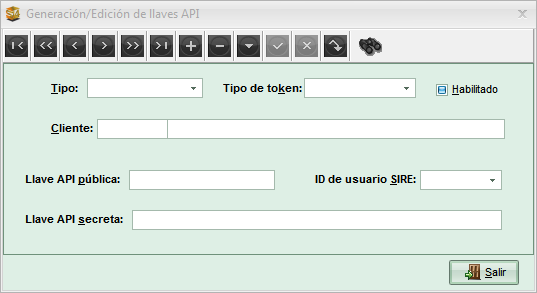 Generación/Edición de llaves API
Tipo: Tipo de token: Habilitado
Cliente:
Llave API pública: ID de usuario SIRE:
Llave API secreta:
Salir